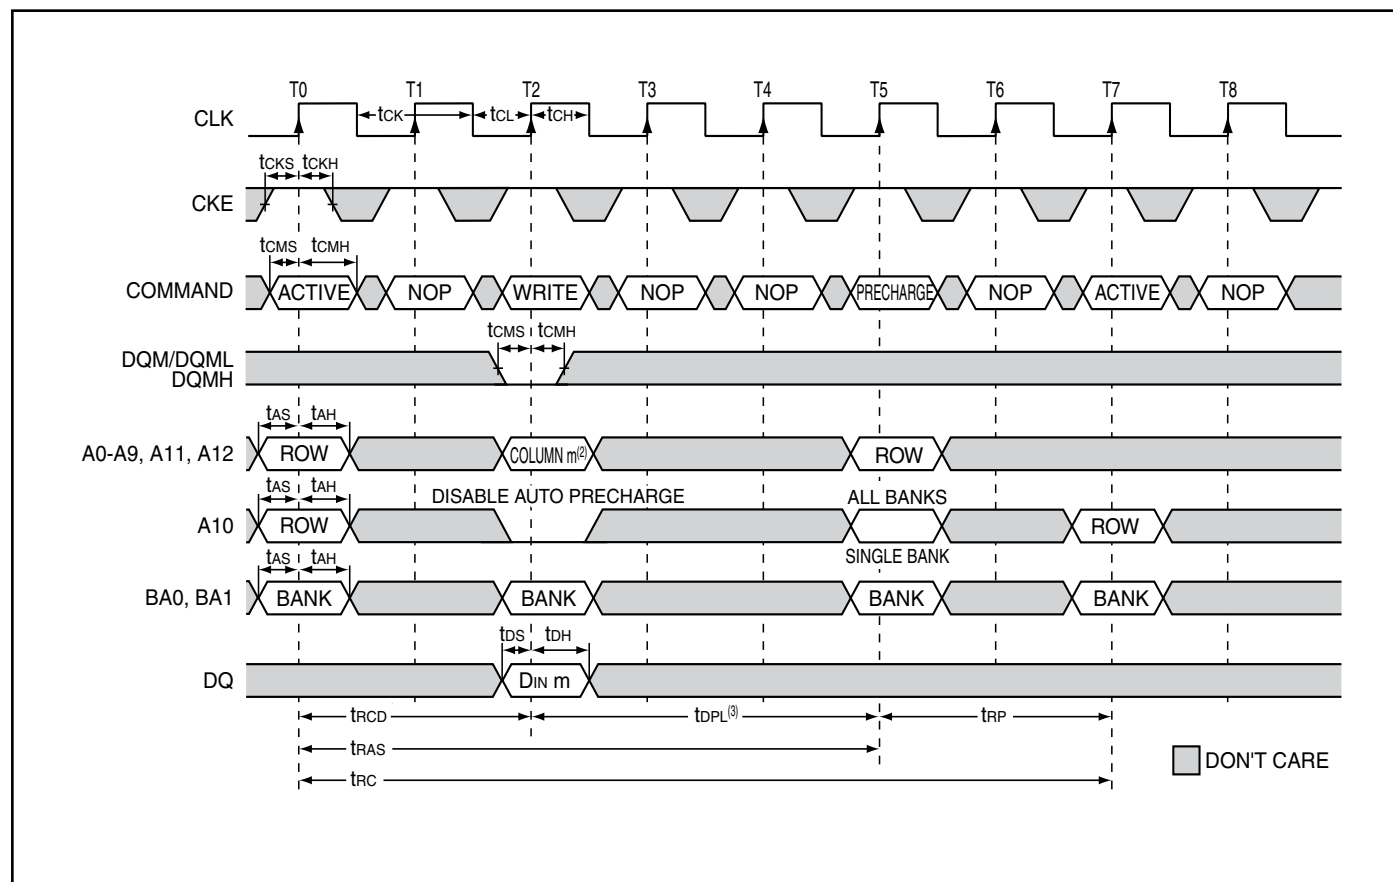 T0 T1 T2 T3 T4 T5 T6 T7 T8
CLK tCK tCL tCH
tCKS tCKH
CKE
tCMS tCMH
COMMAND ACTIVE NOP WRITE NOP NOP PRECHARGE NOP ACTIVE NOP
tCMS tCMH
DQM/DQML
DQMH
tAS tAH
A0-A9, A11, A12 ROW COLUMN m(2) ROW
tAS tAH DISABLE AUTO PRECHARGE ALL BANKS
A10 ROW ROW
tAS tAH SINGLE BANK
BA0, BA1 BANK BANK BANK BANK
tDS tDH
DQ DIN m
tRCD tDPL(3) tRP
tRAS
DON'T CARE
tRC